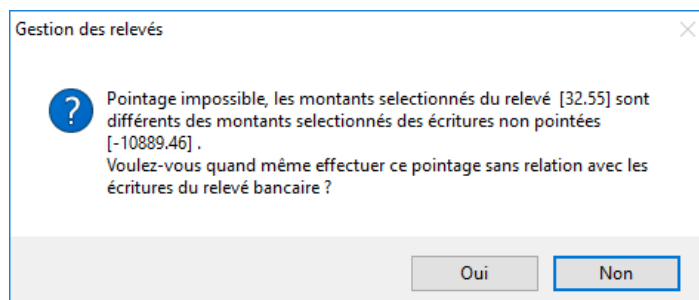 Gestion des relevés
Pointage impossible, les montants selectionnés du relevé [32.55] sont
différents des montants selectionnés des écritures non pointées
[-10889.46] .
Voulez-vous quand même effectuer ce pointage sans relation avec les
écritures du relevé bancaire ?
Oui
Non